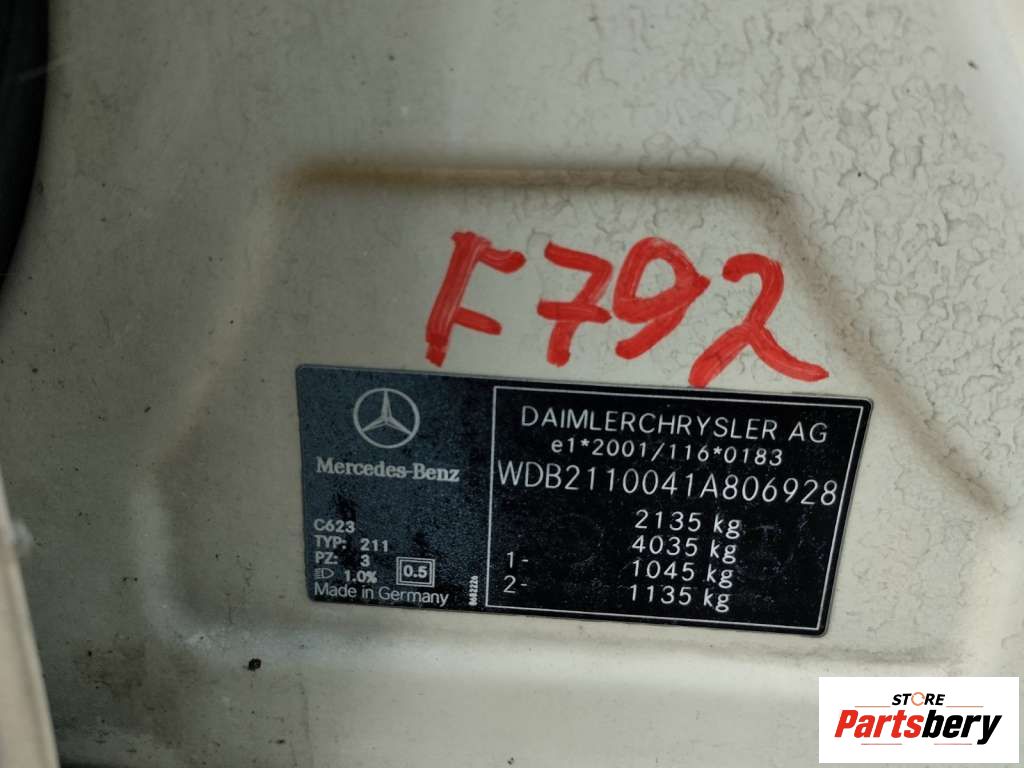 F792
Mercedes-Benz
C623
TYP: 211
PZ: 3
1.0% 0.5
Made in Germany
8682226
DAIMLERCHRYSLER AG
e1*2001/116*0183
WDB2110041A806928
2135 kg
4035 kg
1- 1045 kg
2- 1135 kg
STORE
Partsbery